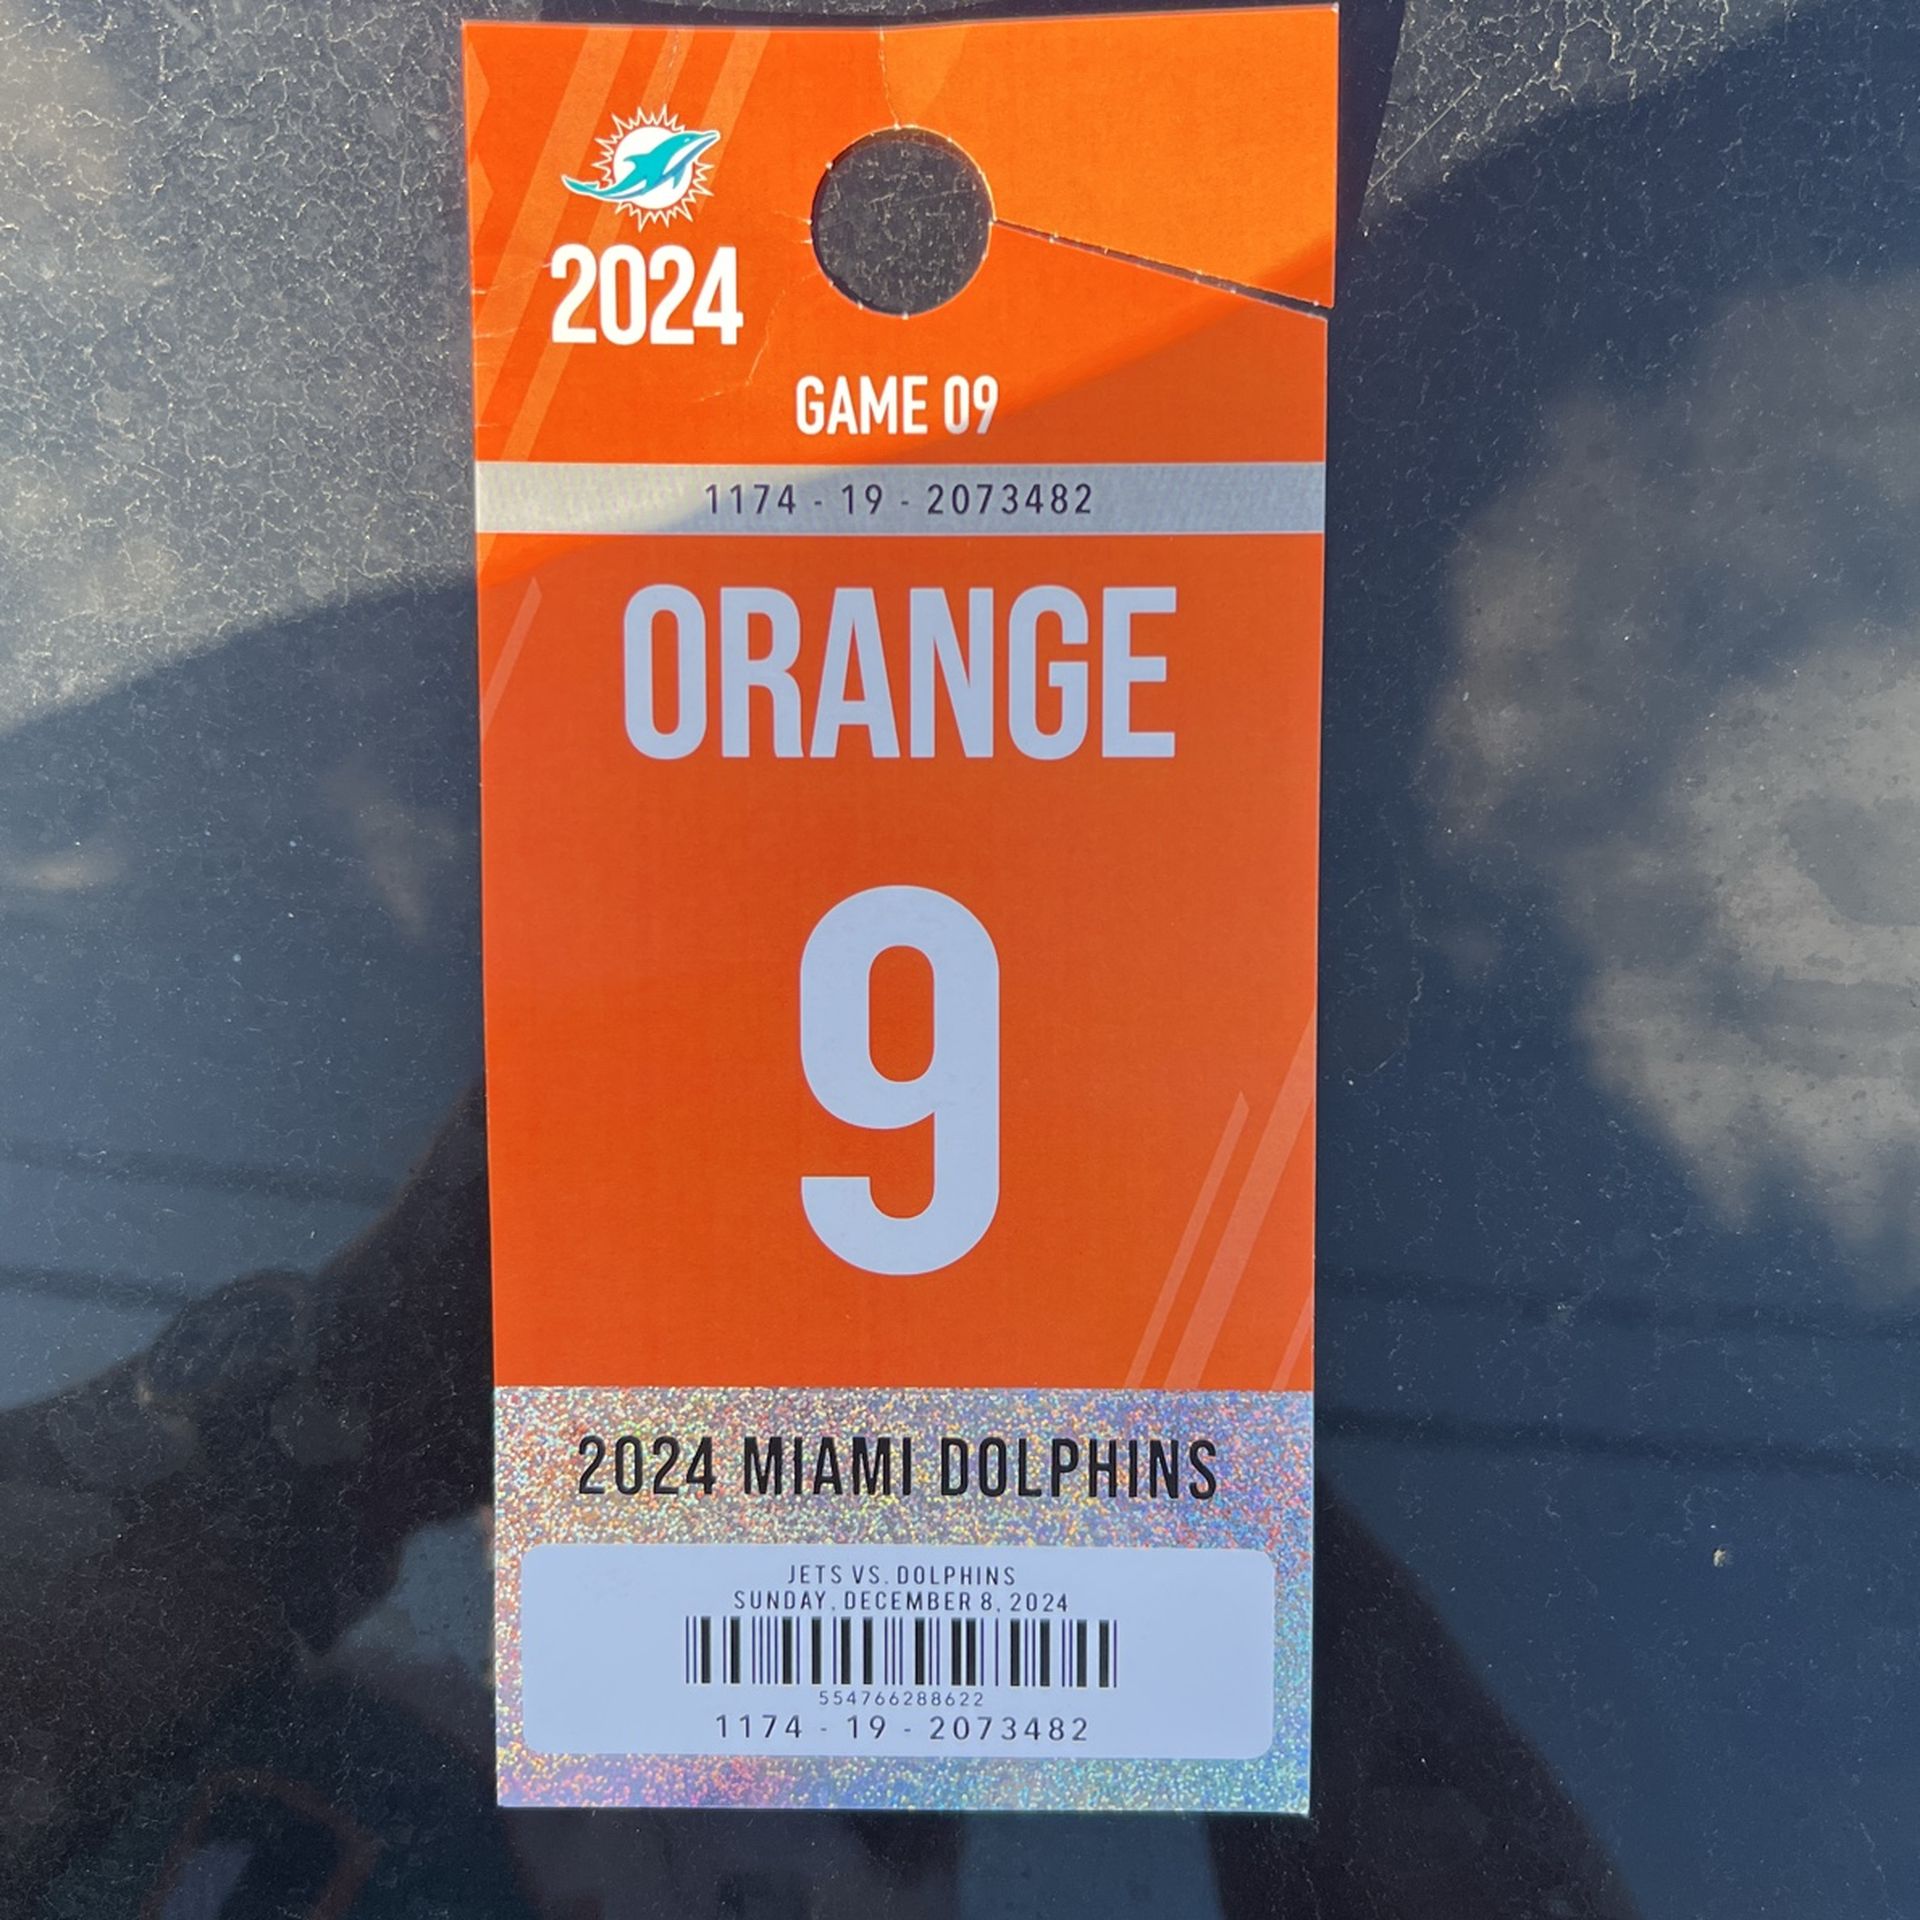 2024
GAME 09
1174 - 19 - 2073482
ORANGE
9
2024 MIAMI DOLPHINS
JETS VS. DOLPHINS
SUNDAY, DECEMBER 8, 2024
554766288622
1174 - 19 - 2073482